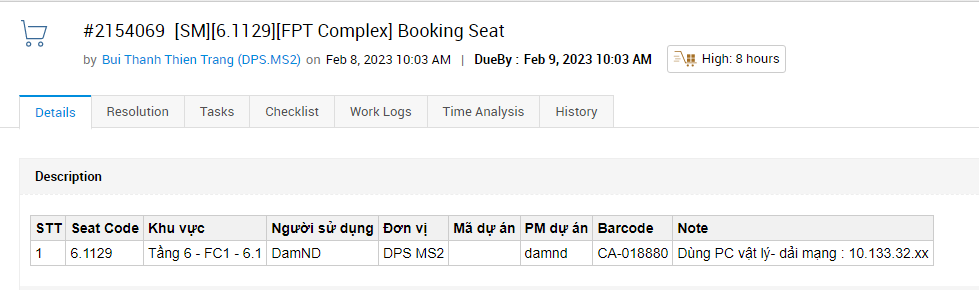 #2154069 [SM][6.1129][FPT Complex] Booking Seat
by Bui Thanh Thien Trang (DPS.MS2) on Feb 8, 2023 10:03 AM | DueBy : Feb 9, 2023 10:03 AM High: 8 hours
Details Resolution Tasks Checklist Work Logs Time Analysis History
Description
STT Seat Code Khu vực Người sử dụng Đơn vị Mã dự án PM dự án Barcode Note
1 6.1129 Tầng 6 - FC1 - 6.1 DamND DPS MS2 damnd CA-018880 Dùng PC vật lý- dải mạng : 10.133.32.xx